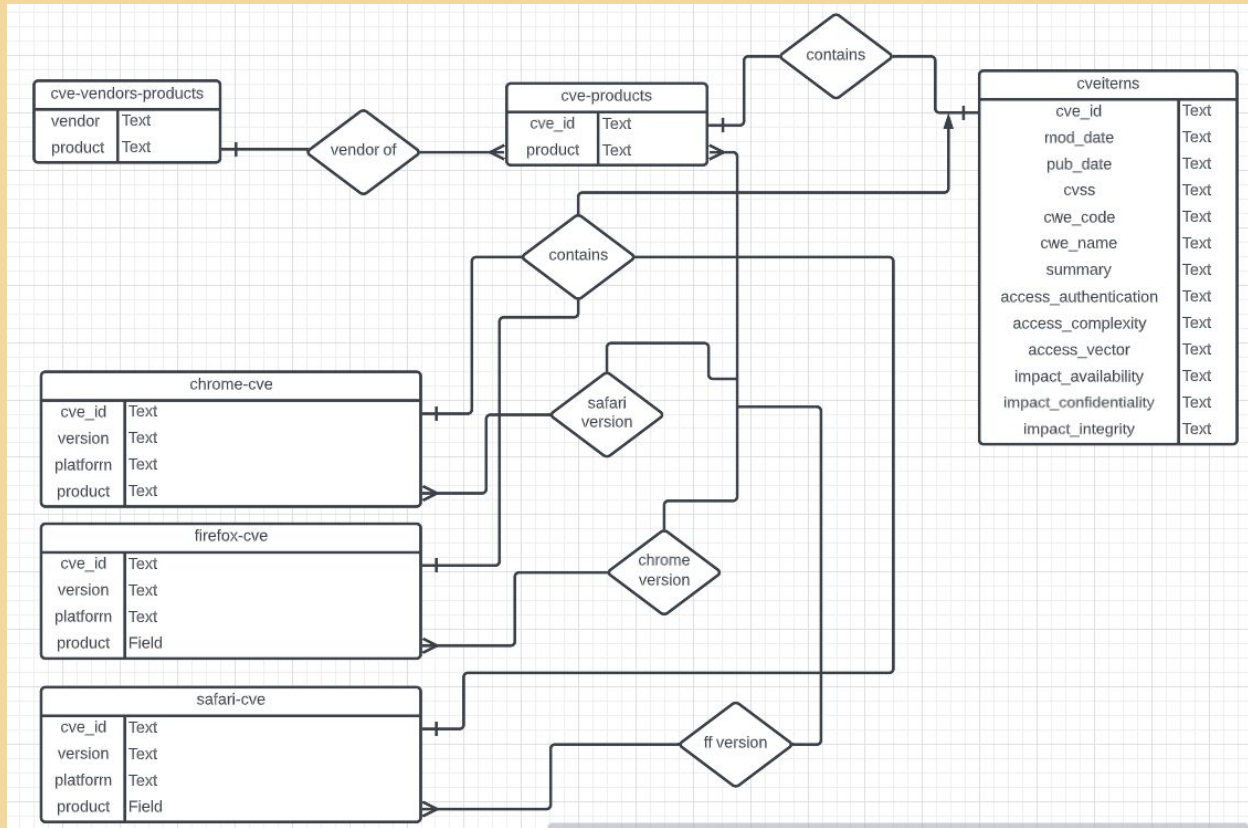 contains
cve-vendors-products
vendor Text
product Text
vendor of
cve-products
cve_id Text
product Text
cveiterns
cve_id Text
mod_date Text
pub_date Text
cvss Text
cwe_code Text
cwe_name Text
summary Text
access_authentication Text
access_complexity Text
access_vector Text
impact_availability Text
impact_confidentiality Text
impact_integrity Text
contains
chrome-cve
cve_id Text
version Text
platform Text
product Text
safari
version
firefox-cve
cve_id Text
version Text
platform Text
product Field
chrome
version
safari-cve
cve_id Text
version Text
platform Text
product Field
ff version